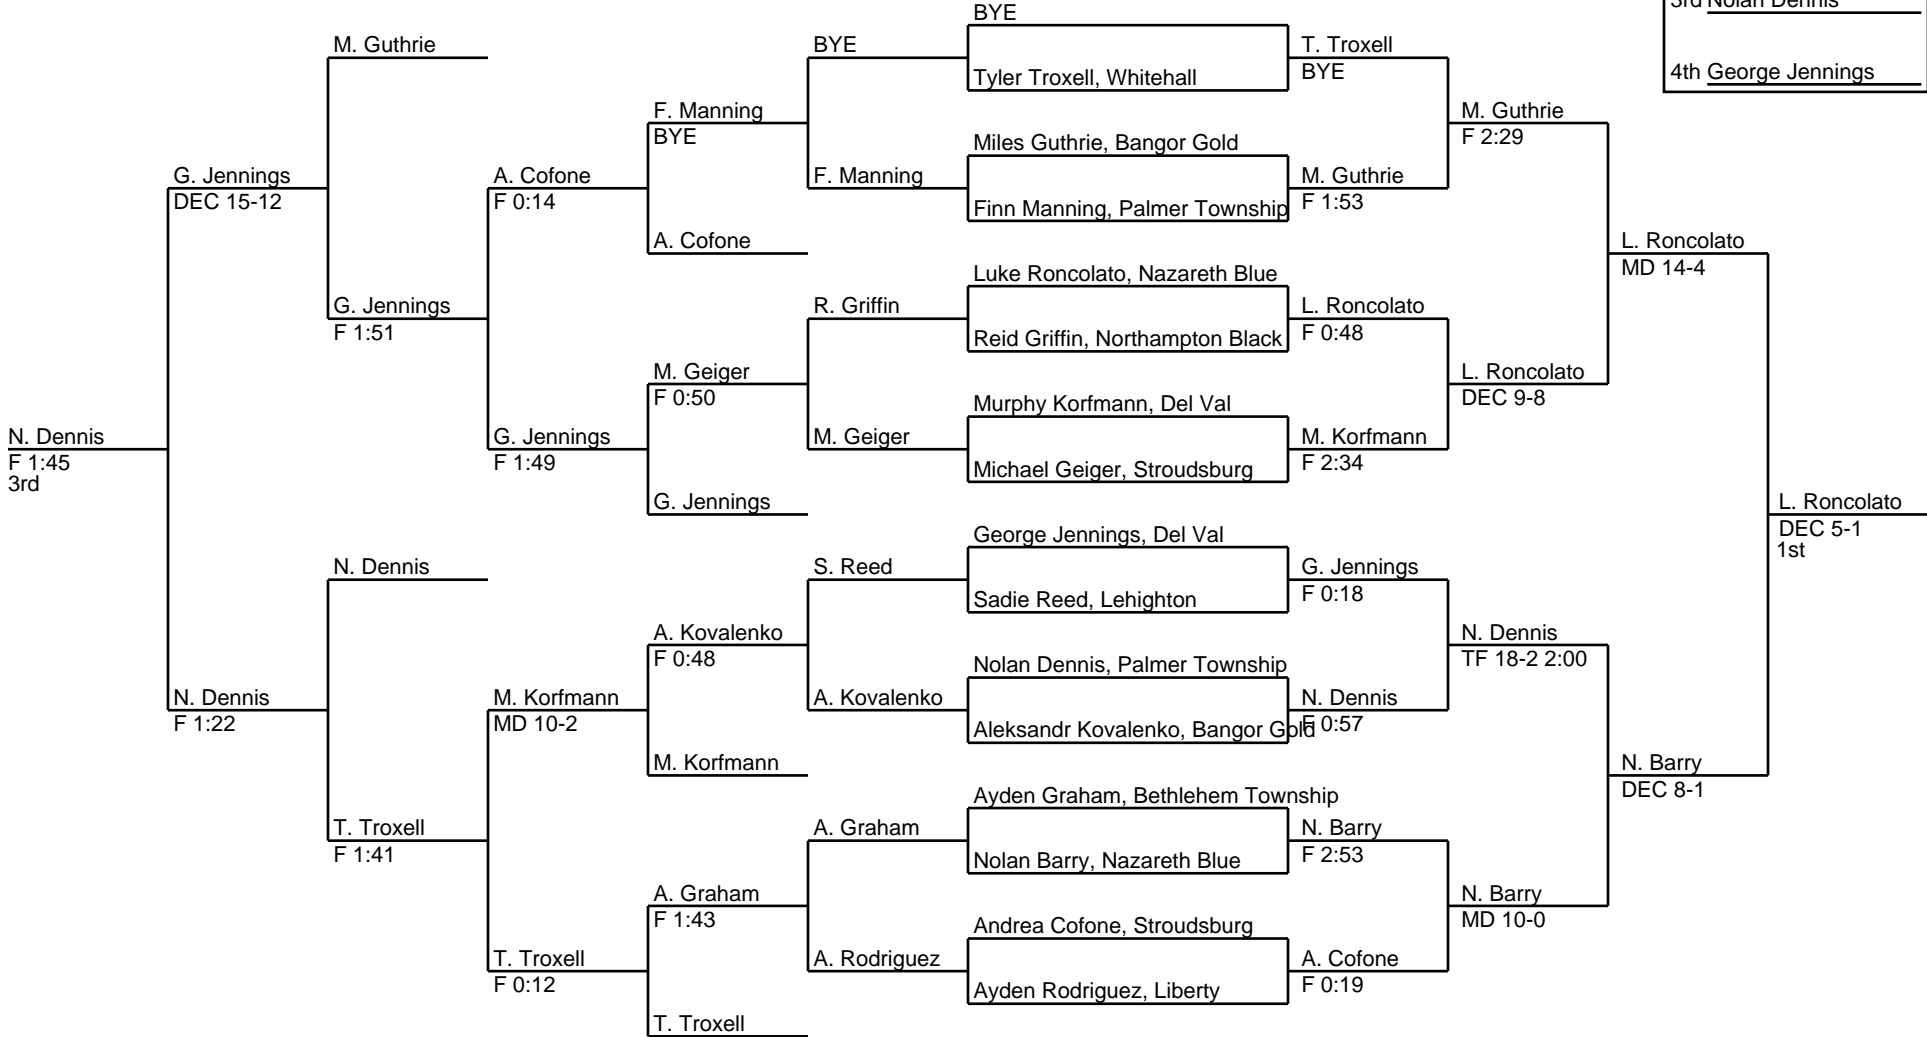 BYE
3rd Nolan Dennis
M. Guthrie
BYE
T. Troxell
Tyler Troxell, Whitehall
BYE
4th George Jennings
F. Manning
M. Guthrie
BYE
Miles Guthrie, Bangor Gold
F 2:29
G. Jennings
A. Cofone
F. Manning
M. Guthrie
DEC 15-12
F 0:14
Finn Manning, Palmer Township
F 1:53
A. Cofone
L. Roncolato
Luke Roncolato, Nazareth Blue
MD 14-4
G. Jennings
R. Griffin
L. Roncolato
F 1:51
Reid Griffin, Northampton Black
F 0:48
M. Geiger
L. Roncolato
F 0:50
Murphy Korfmann, Del Val
DEC 9-8
N. Dennis
G. Jennings
M. Geiger
M. Korfmann
F 1:45
F 1:49
Michael Geiger, Stroudsburg
F 2:34
3rd
G. Jennings
L. Roncolato
George Jennings, Del Val
DEC 5-1
1st
N. Dennis
S. Reed
G. Jennings
Sadie Reed, Lehighton
F 0:18
A. Kovalenko
N. Dennis
F 0:48
Nolan Dennis, Palmer Township
TF 18-2 2:00
N. Dennis
M. Korfmann
A. Kovalenko
N. Dennis
F 1:22
MD 10-2
Aleksandr Kovalenko, Bangor Gold
F 0:57
M. Korfmann
N. Barry
Ayden Graham, Bethlehem Township
DEC 8-1
T. Troxell
A. Graham
N. Barry
F 1:41
Nolan Barry, Nazareth Blue
F 2:53
A. Graham
N. Barry
F 1:43
Andrea Cofone, Stroudsburg
MD 10-0
T. Troxell
A. Rodriguez
A. Cofone
F 0:12
Ayden Rodriguez, Liberty
F 0:19
T. Troxell